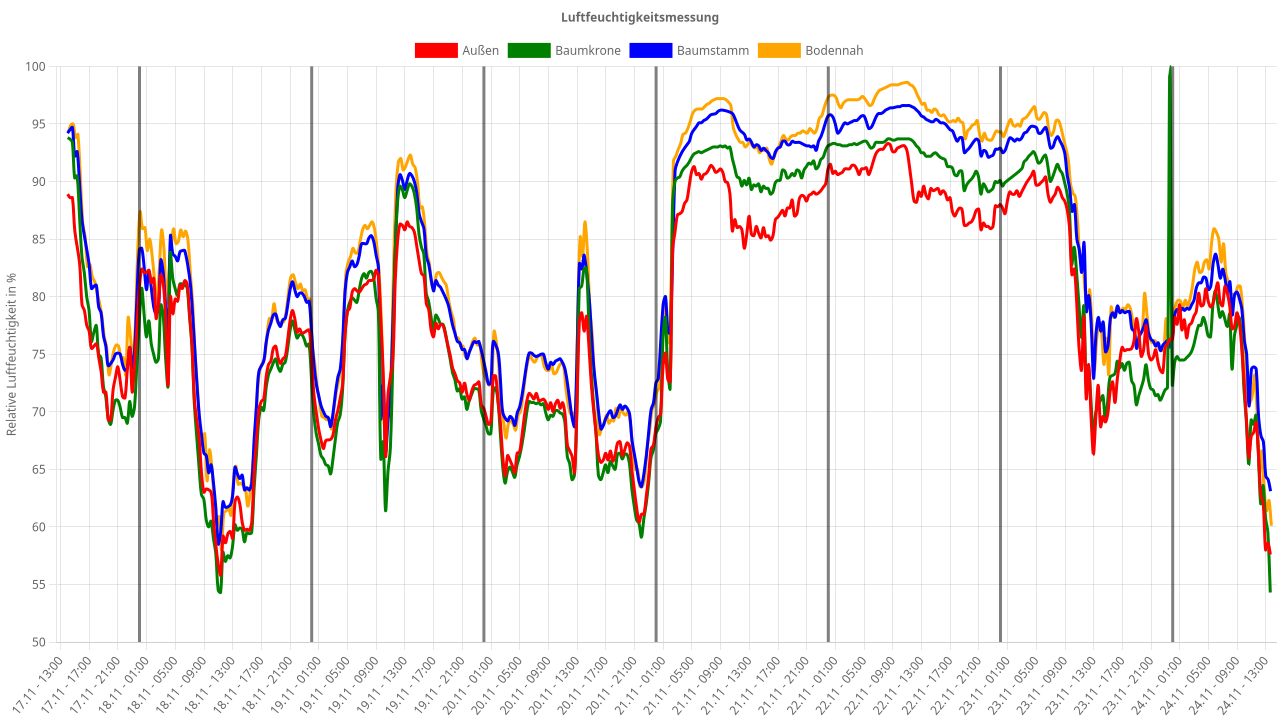 Luftfeuchtigkeitsmessung
Außen Baumkrone Baumstamm Bodennah
Relative Luftfeuchtigkeit in %
100
95
90
85
80
75
70
65
60
55
50
17.11 - 13:00
17.11 - 17:00
17.11 - 21:00
18.11 - 01:00
18.11 - 05:00
18.11 - 09:00
18.11 - 13:00
18.11 - 17:00
18.11 - 21:00
19.11 - 01:00
19.11 - 05:00
19.11 - 09:00
19.11 - 13:00
19.11 - 17:00
19.11 - 21:00
20.11 - 01:00
20.11 - 05:00
20.11 - 09:00
20.11 - 13:00
20.11 - 17:00
20.11 - 21:00
21.11 - 01:00
21.11 - 05:00
21.11 - 09:00
21.11 - 13:00
21.11 - 17:00
21.11 - 21:00
22.11 - 01:00
22.11 - 05:00
22.11 - 09:00
22.11 - 13:00
22.11 - 17:00
22.11 - 21:00
23.11 - 01:00
23.11 - 05:00
23.11 - 09:00
23.11 - 13:00
23.11 - 17:00
23.11 - 21:00
24.11 - 01:00
24.11 - 05:00
24.11 - 09:00
24.11 - 13:00